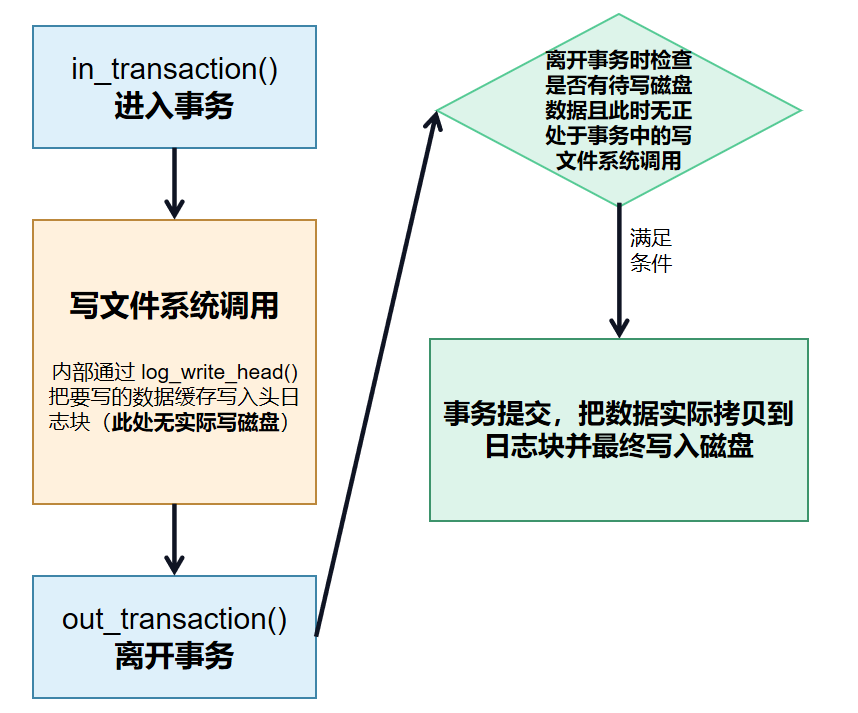 in_transaction()
进入事务
写文件系统调用
内部通过 log_write_head()
把要写的数据缓存写入头日
志块（此处无实际写磁盘）
out_transaction()
离开事务
离开事务时检查
是否有待写磁盘
数据且此时无正
处于事务中的写
文件系统调用
满足
条件
事务提交，把数据实际拷贝到
日志块并最终写入磁盘